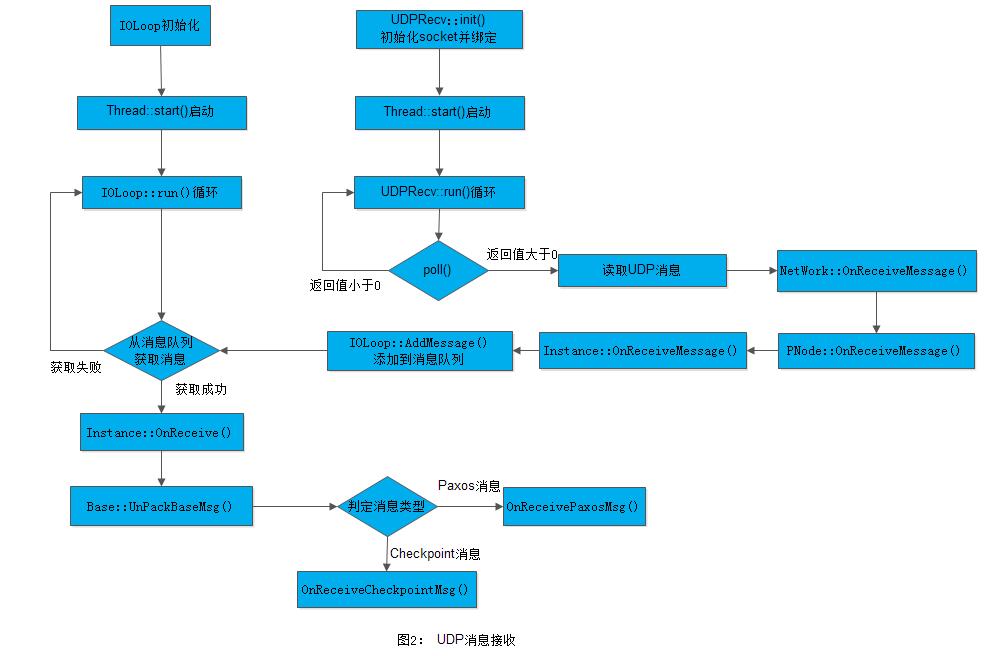 IOLoop初始化
UDPRecv::init()
初始化socket并绑定
Thread::start()启动
Thread::start()启动
IOLoop::run()循环
UDPRecv::run()循环
poll()
返回值大于0
返回值小于0
读取UDP消息
NetWork::OnReceiveMessage()
PNode::OnReceiveMessage()
Instance::OnReceiveMessage()
IOLoop::AddMessage()
添加到消息队列
从消息队列
获取消息
获取失败
获取成功
Instance::OnReceive()
Base::UnPackBaseMsg()
判定消息类型
Paxos消息
OnReceivePaxosMsg()
Checkpoint消息
OnReceiveCheckpointMsg()
图2： UDP消息接收